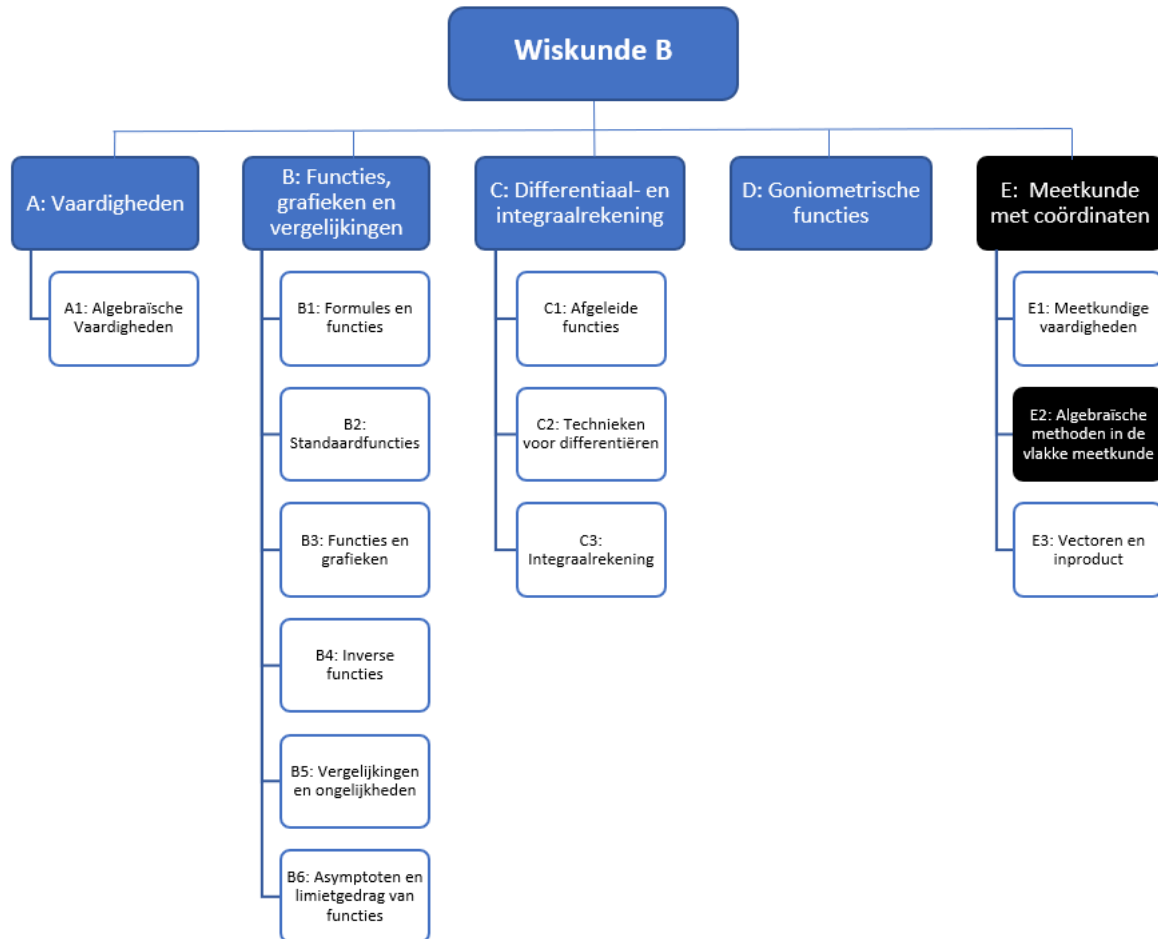 Wiskunde B
A: Vaardigheden
B: Functies,
grafieken en
vergelijkingen
C: Differentiaal- en
integraalrekening
D: Goniometrische
functies
E: Meetkunde
met coördinaten
A1: Algebraïsche
Vaardigheden
B1: Formules en
functies
B2:
Standaardfuncties
B3: Functies en
grafieken
B4: Inverse
functies
B5: Vergelijkingen
en ongelijkheden
B6: Asymptoten en
limietgedrag van
functies
C1: Afgeleide
functies
C2: Technieken
voor differentiëren
C3:
Integraalrekening
E1: Meetkundige
vaardigheden
E2: Algebraïsche
methoden in de
vlakke meetkunde
E3: Vectoren en
inproduct